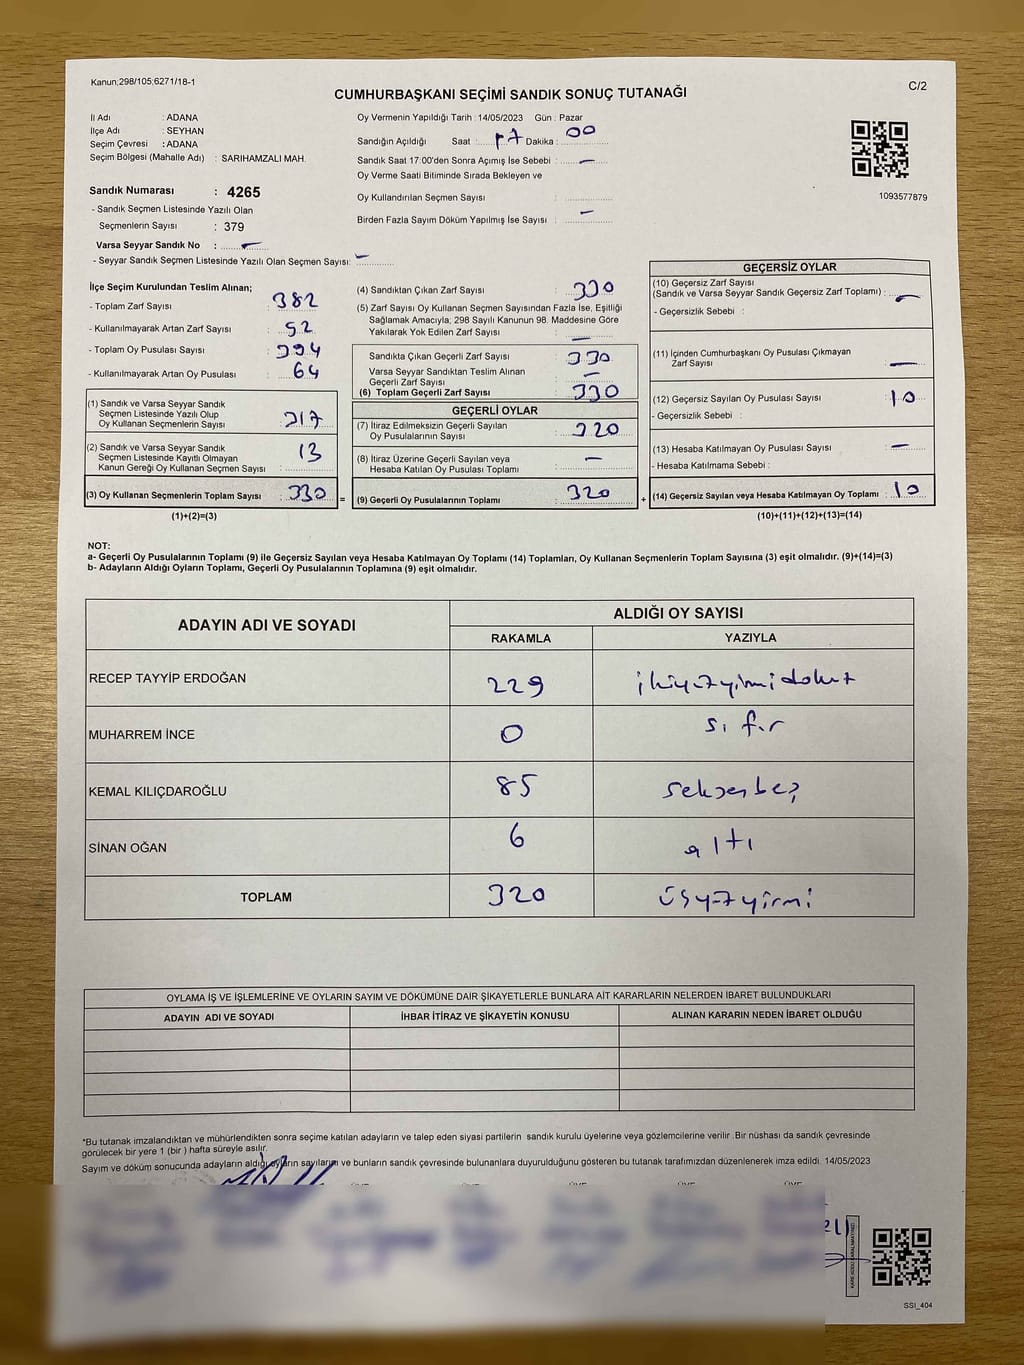 Kanun;298/105;6271/18-1
C/2
CUMHURBAŞKANI SEÇİMİ SANDIK SONUÇ TUTANAĞI
İl Adı : ADANA
İlçe Adı : SEYHAN
Seçim Çevresi : ADANA
Seçim Bölgesi (Mahalle Adı) : SARIHAMZALI MAH.
Sandık Numarası : 4265
- Sandık Seçmen Listesinde Yazılı Olan
Seçmenlerin Sayısı : 379
Varsa Seyyar Sandık No : —
- Seyyar Sandık Seçmen Listesinde Yazılı Olan Seçmen Sayısı: —
Oy Vermenin Yapıldığı Tarih : 14/05/2023 Gün : Pazar
Sandığın Açıldığı Saat : 17 Dakika : 00
Sandık Saat 17:00'den Sonra Açılmış İse Sebebi : —
Oy Verme Saati Bitiminde Sırada Bekleyen ve
Oy Kullandırılan Seçmen Sayısı :
Birden Fazla Sayım Döküm Yapılmış İse Sayısı : —
1093577879
İlçe Seçim Kurulundan Teslim Alınan;
- Toplam Zarf Sayısı : 382
- Kullanılmayarak Artan Zarf Sayısı : 52
- Toplam Oy Pusulası Sayısı : 394
- Kullanılmayarak Artan Oy Pusulası : 64
(1) Sandık ve Varsa Seyyar Sandık
Seçmen Listesinde Yazılı Olup
Oy Kullanan Seçmenlerin Sayısı : 317
(2) Sandık ve Varsa Seyyar Sandık
Seçmen Listesinde Kayıtlı Olmayan
Kanun Gereği Oy Kullanan Seçmen Sayısı : 13
(3) Oy Kullanan Seçmenlerin Toplam Sayısı : 330
(1)+(2)=(3)
(4) Sandıktan Çıkan Zarf Sayısı : 330
(5) Zarf Sayısı Oy Kullanan Seçmen Sayısından Fazla İse, Eşitliği
Sağlamak Amacıyla; 298 Sayılı Kanunun 98. Maddesine Göre
Yakılarak Yok Edilen Zarf Sayısı : —
Sandıkta Çıkan Geçerli Zarf Sayısı : 330
Varsa Seyyar Sandıktan Teslim Alınan
Geçerli Zarf Sayısı : —
(6) Toplam Geçerli Zarf Sayısı : 330
GEÇERLİ OYLAR
(7) İtiraz Edilmeksizin Geçerli Sayılan
Oy Pusulalarının Sayısı : 320
(8) İtiraz Üzerine Geçerli Sayılan veya
Hesaba Katılan Oy Pusulası Toplamı : —
= (9) Geçerli Oy Pusulalarının Toplamı : 320 +
GEÇERSİZ OYLAR
(10) Geçersiz Zarf Sayısı
(Sandık ve Varsa Seyyar Sandık Geçersiz Zarf Toplamı) : —
- Geçersizlik Sebebi :
(11) İçinden Cumhurbaşkanı Oy Pusulası Çıkmayan
Zarf Sayısı : —
(12) Geçersiz Sayılan Oy Pusulası Sayısı : 10
- Geçersizlik Sebebi :
(13) Hesaba Katılmayan Oy Pusulası Sayısı : —
- Hesaba Katılmama Sebebi :
(14) Geçersiz Sayılan veya Hesaba Katılmayan Oy Toplamı : 10
(10)+(11)+(12)+(13)=(14)
NOT:
a- Geçerli Oy Pusulalarının Toplamı (9) ile Geçersiz Sayılan veya Hesaba Katılmayan Oy Toplamı (14) Toplamları, Oy Kullanan Seçmenlerin Toplam Sayısına (3) eşit olmalıdır. (9)+(14)=(3)
b- Adayların Aldığı Oyların Toplamı, Geçerli Oy Pusulalarının Toplamına (9) eşit olmalıdır.
ADAYIN ADI VE SOYADI ALDIĞI OY SAYISI
RAKAMLA YAZIYLA
RECEP TAYYİP ERDOĞAN 229 ikiyüzyirmidokuz
MUHARREM İNCE 0 sıfır
KEMAL KILIÇDAROĞLU 85 seksenbeş
SİNAN OĞAN 6 altı
TOPLAM 320 üçyüzyirmi
OYLAMA İŞ VE İŞLEMLERİNE VE OYLARIN SAYIM VE DÖKÜMÜNE DAİR ŞİKAYETLERLE BUNLARA AİT KARARLARIN NELERDEN İBARET BULUNDUKLARI
ADAYIN ADI VE SOYADI İHBAR İTİRAZ VE ŞİKAYETİN KONUSU ALINAN KARARIN NEDEN İBARET OLDUĞU
*Bu tutanak imzalandıktan ve mühürlendikten sonra seçime katılan adayların ve talep eden siyasi partilerin sandık kurulu üyelerine veya gözlemcilerine verilir .Bir nüshası da sandık çevresinde
görülecek bir yere 1 (bir ) hafta süreyle asılır.
Sayım ve döküm sonucunda adayların aldığı oyların sayılarını ve bunların sandık çevresinde bulunanlara duyurulduğunu gösteren bu tutanak tarafımızdan düzenlenerek imza edildi. 14/05/2023
SSI_404